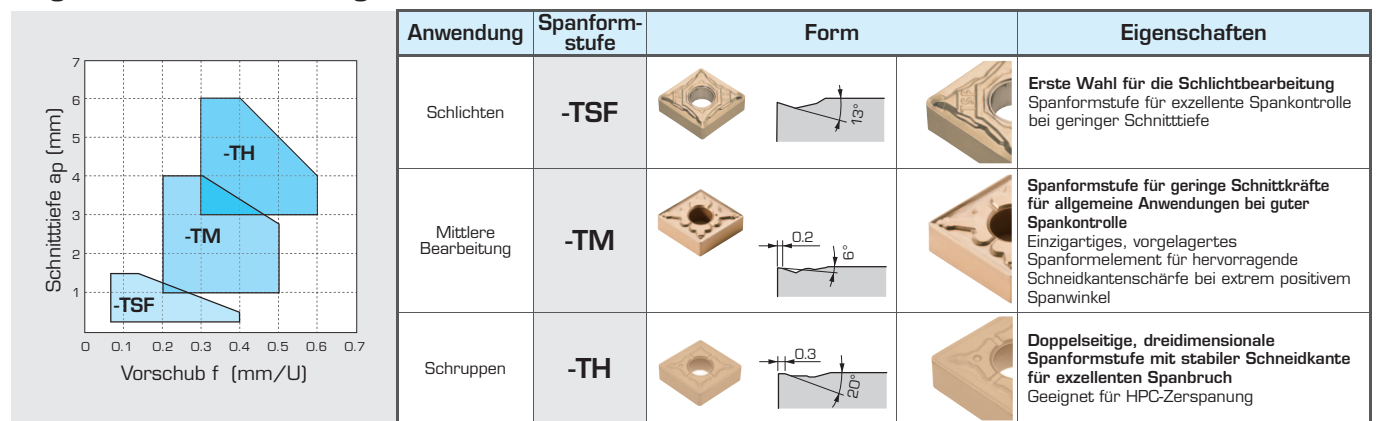 7
6
5
4
3
2
1
Schnitttiefe ap (mm)
-TH
-TM
-TSF
0 0.1 0.2 0.3 0.4 0.5 0.6 0.7
Vorschub f (mm/U)
Anwendung
Spanform-
stufe
Form
Eigenschaften
Schlichten
-TSF
13°
Erste Wahl für die Schlichtbearbeitung
Spanformstufe für exzellente Spankontrolle
bei geringer Schnitttiefe
Mittlere
Bearbeitung
-TM
0.2
6°
Spanformstufe für geringe Schnittkräfte
für allgemeine Anwendungen bei guter
Spankontrolle
Einzigartiges, vorgelagertes
Spanformelement für hervorragende
Schneidkantenschärfe bei extrem positivem
Spanwinkel
Schruppen
-TH
0.3
20°
Doppelseitige, dreidimensionale
Spanformstufe mit stabiler Schneidkante
für exzellenten Spanbruch
Geeignet für HPC-Zerspanung